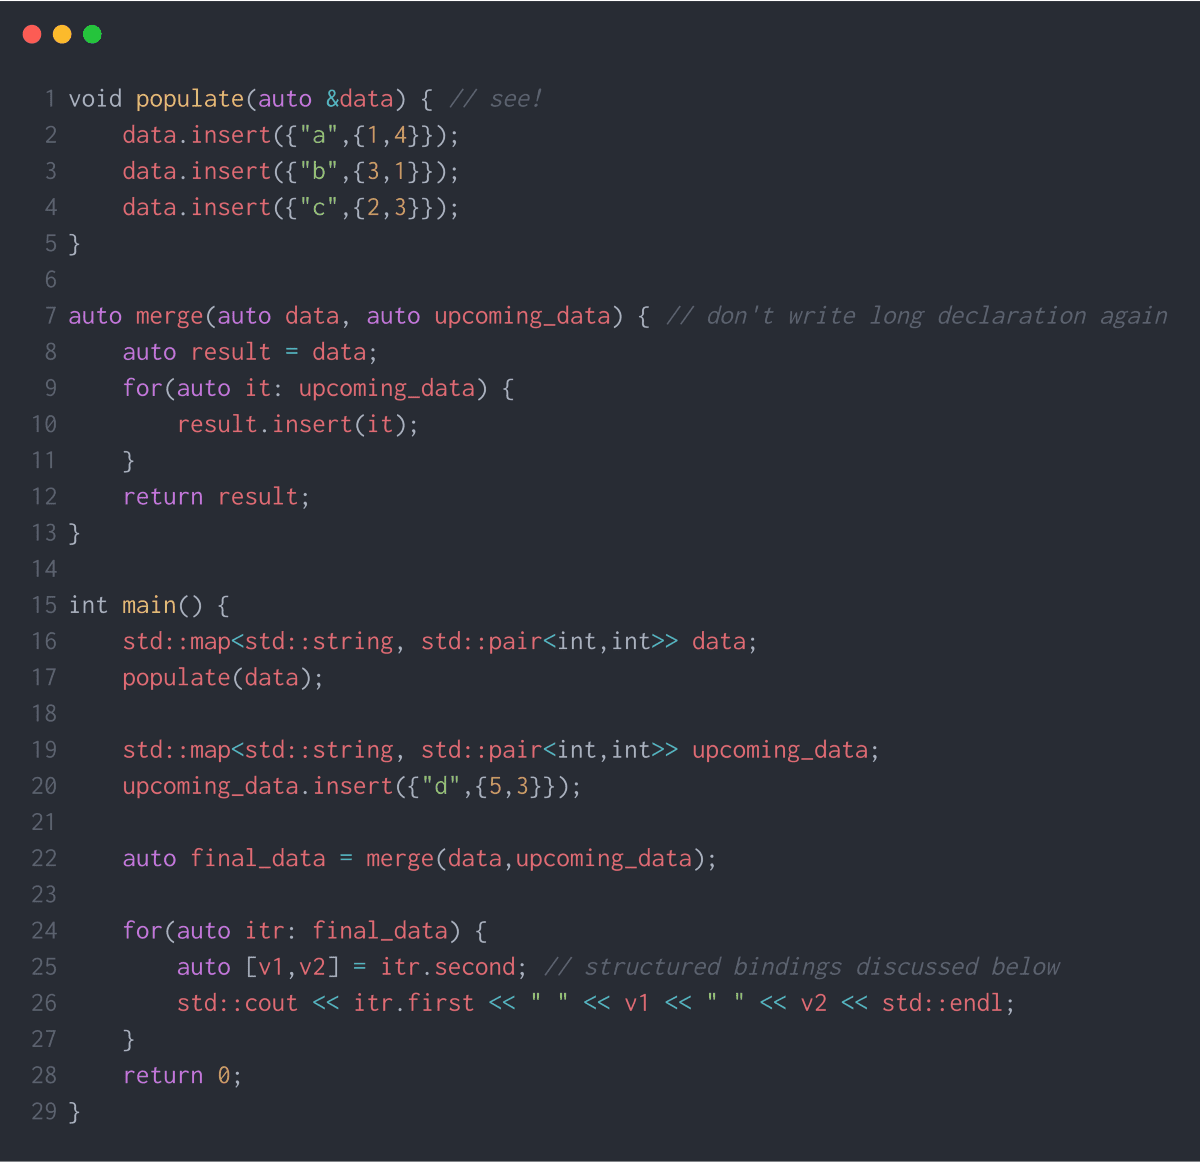 1 void populate(auto &data) { // see!
2     data.insert({"a",{1,4}});
3     data.insert({"b",{3,1}});
4     data.insert({"c",{2,3}});
5 }
6
7 auto merge(auto data, auto upcoming_data) { // don't write long declaration again
8     auto result = data;
9     for(auto it: upcoming_data) {
10         result.insert(it);
11     }
12     return result;
13 }
14
15 int main() {
16     std::map<std::string, std::pair<int,int>> data;
17     populate(data);
18
19     std::map<std::string, std::pair<int,int>> upcoming_data;
20     upcoming_data.insert({"d",{5,3}});
21
22     auto final_data = merge(data,upcoming_data);
23
24     for(auto itr: final_data) {
25         auto [v1,v2] = itr.second; // structured bindings discussed below
26         std::cout << itr.first << " " << v1 << " " << v2 << std::endl;
27     }
28     return 0;
29 }